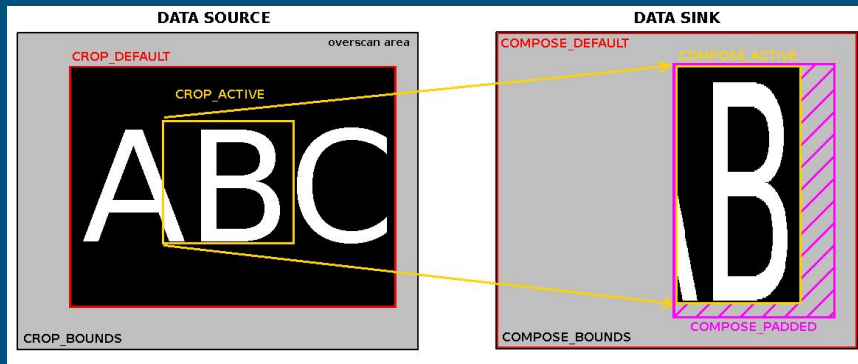 DATA SOURCE
overscan area
CROP_DEFAULT
CROP_ACTIVE
ABC
CROP_BOUNDS
DATA SINK
COMPOSE_DEFAULT
COMPOSE_ACTIVE
B
COMPOSE_PADDED
COMPOSE_BOUNDS